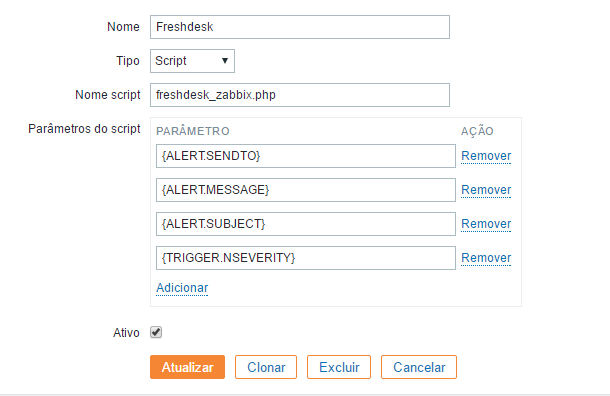 Nome Freshdesk
Tipo Script
Nome script freshdesk_zabbix.php
Parâmetros do script PARÂMETRO AÇÃO
{ALERT.SENDTO} Remover
{ALERT.MESSAGE} Remover
{ALERT.SUBJECT} Remover
{TRIGGER.NSEVERITY} Remover
Adicionar
Ativo
Atualizar Clonar Excluir Cancelar